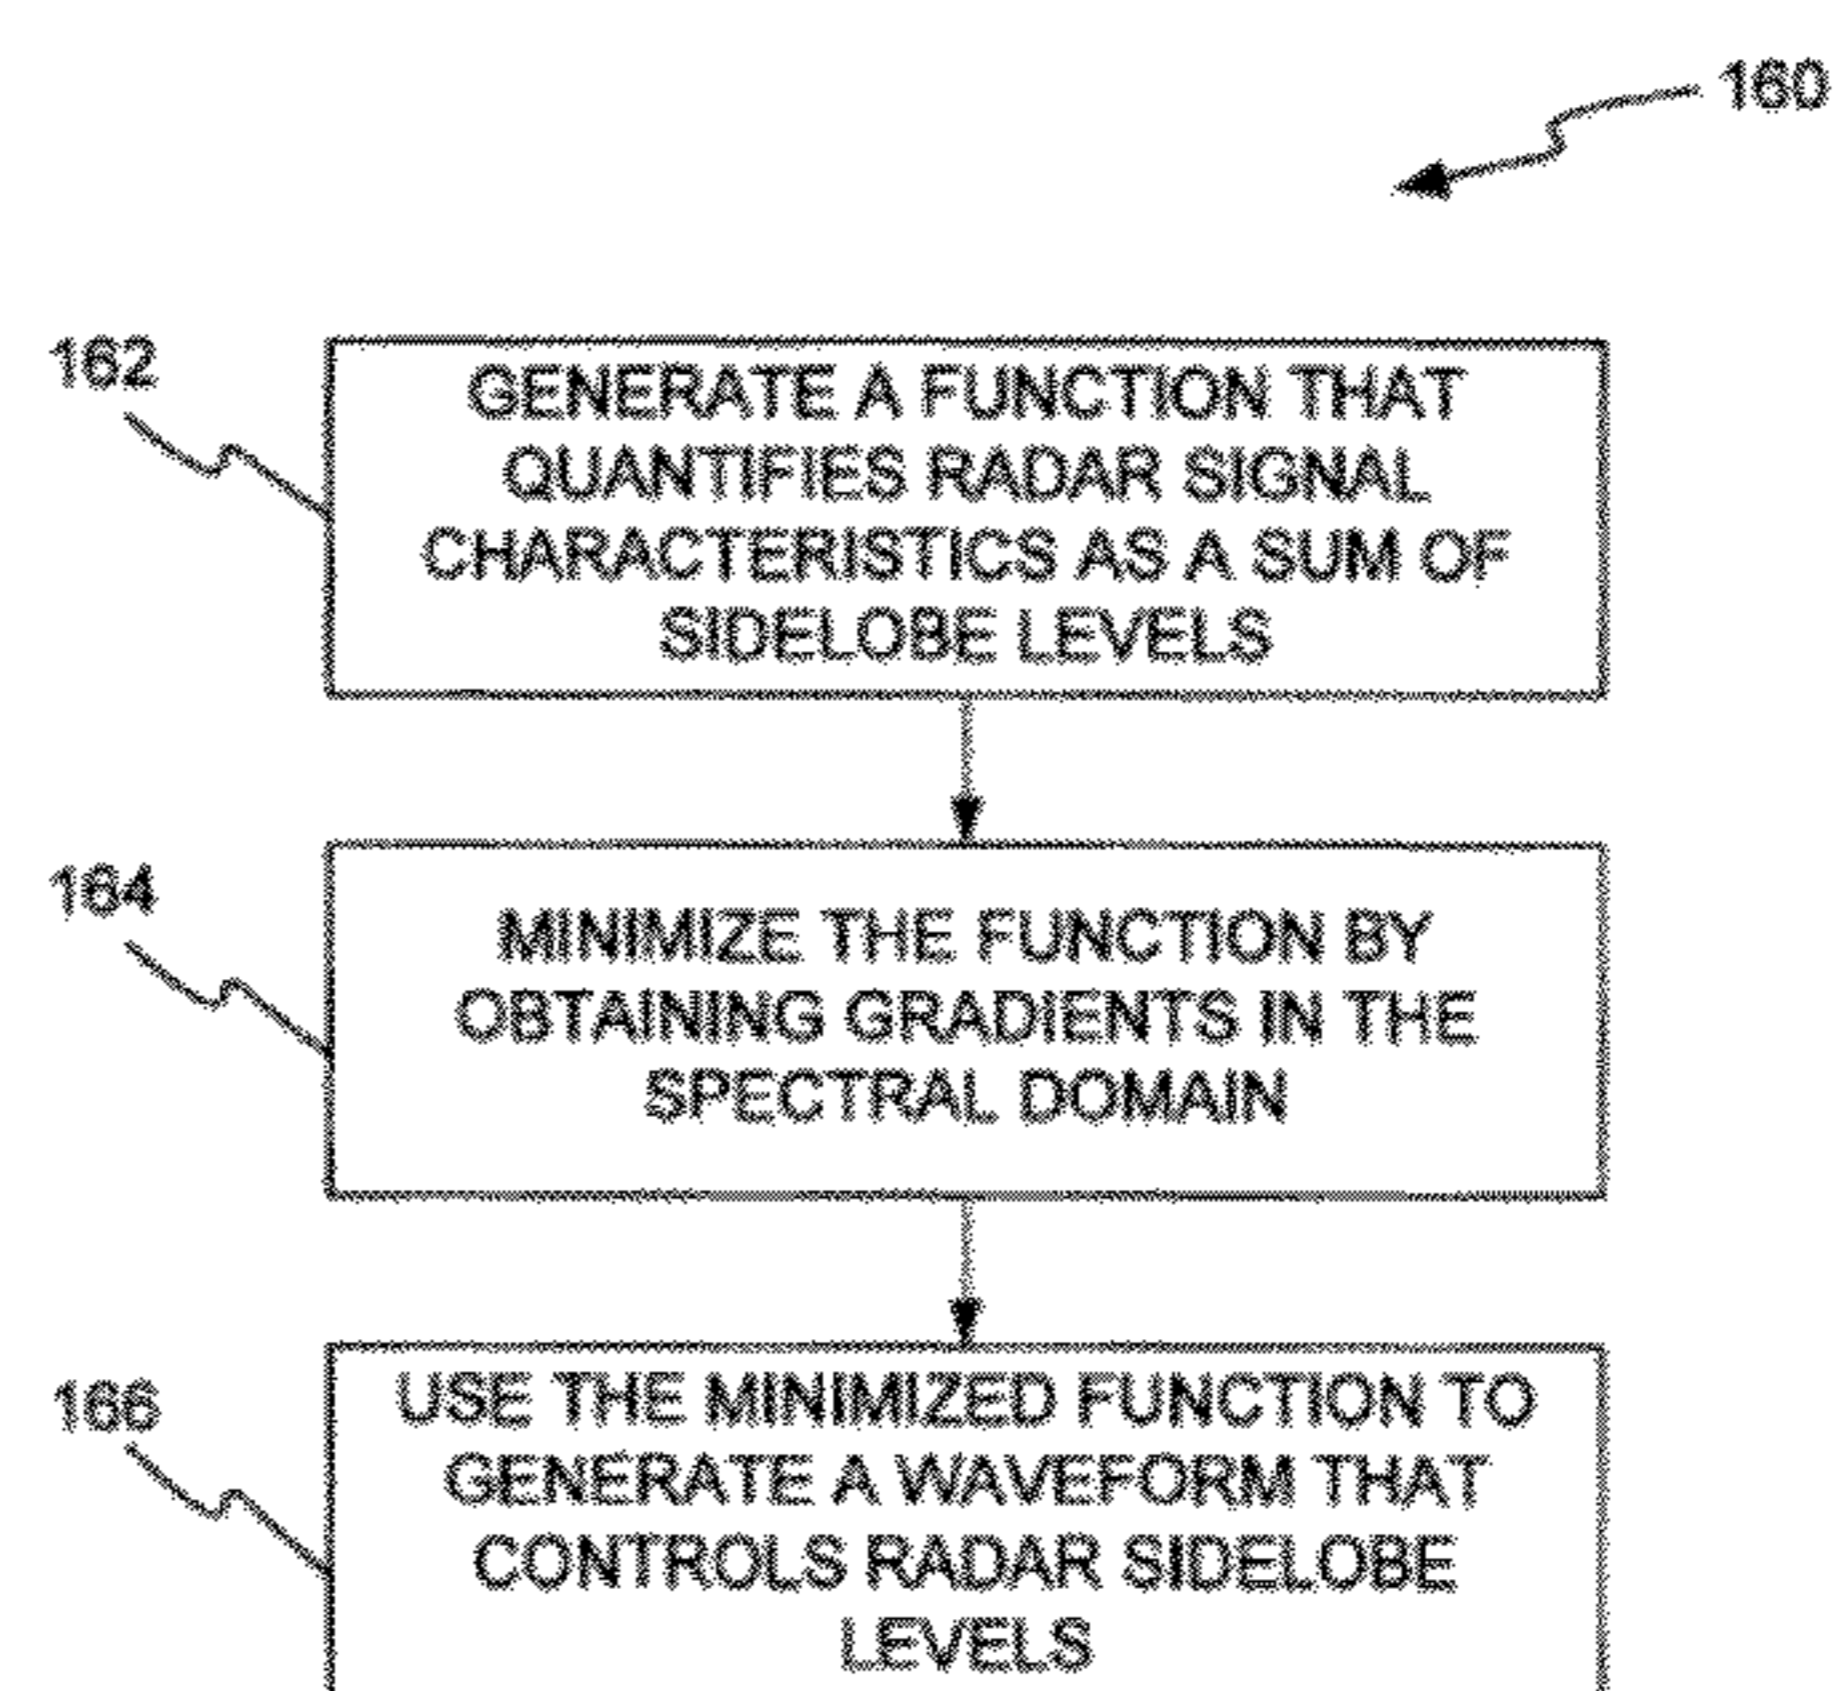 160
162
GENERATE A FUNCTION THAT
QUANTIFIES RADAR SIGNAL
CHARACTERISTICS AS A SUM OF
SIDELOBE LEVELS
164
MINIMIZE THE FUNCTION BY
OBTAINING GRADIENTS IN THE
SPECTRAL DOMAIN
166
USE THE MINIMIZED FUNCTION TO
GENERATE A WAVEFORM THAT
CONTROLS RADAR SIDELOBE
LEVELS